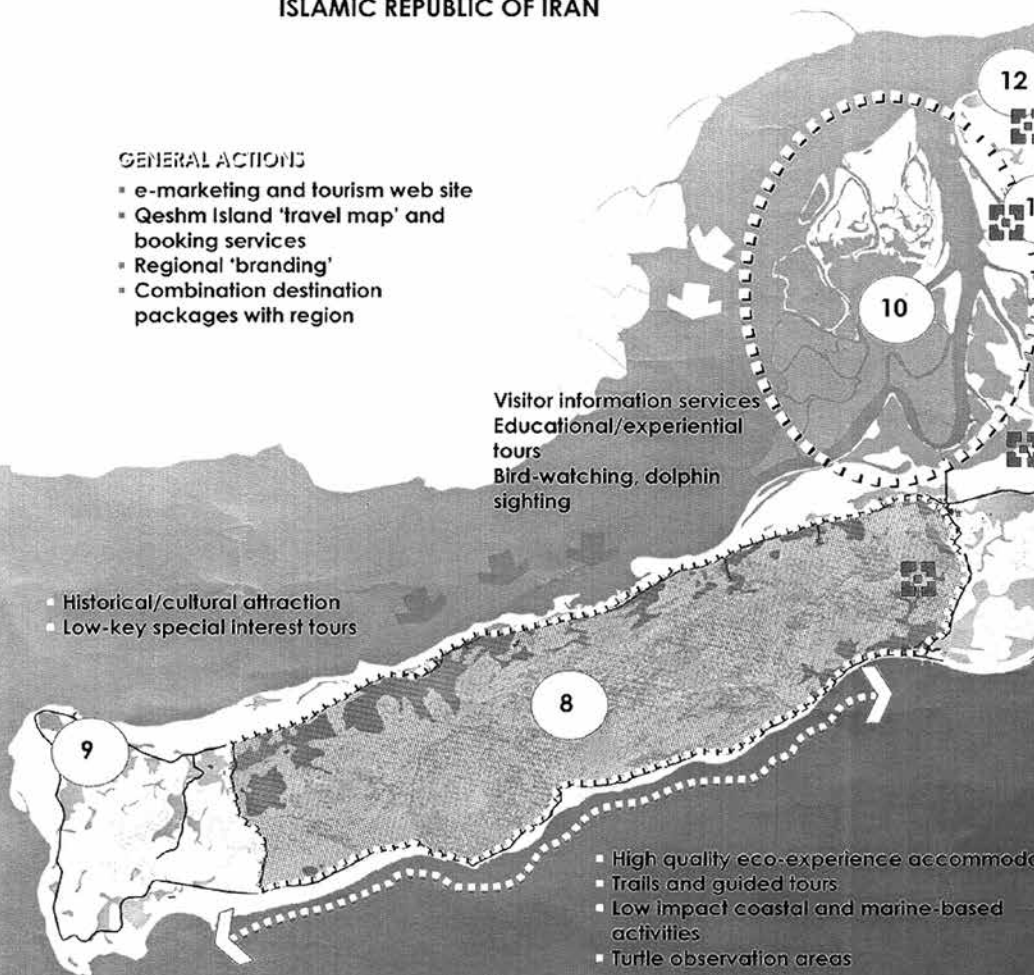 ISLAMIC REPUBLIC OF IRAN
GENERAL ACTIONS
▪ e-marketing and tourism web site
▪ Qeshm Island 'travel map' and
booking services
▪ Regional 'branding'
▪ Combination destination
packages with region
12
1
10
Visitor information services
Educational/experiential
tours
Bird-watching, dolphin
sighting
▪ Historical/cultural attraction
▪ Low-key special interest tours
8
9
▪ High quality eco-experience accommoda
▪ Trails and guided tours
▪ Low impact coastal and marine-based
activities
▪ Turtle observation areas